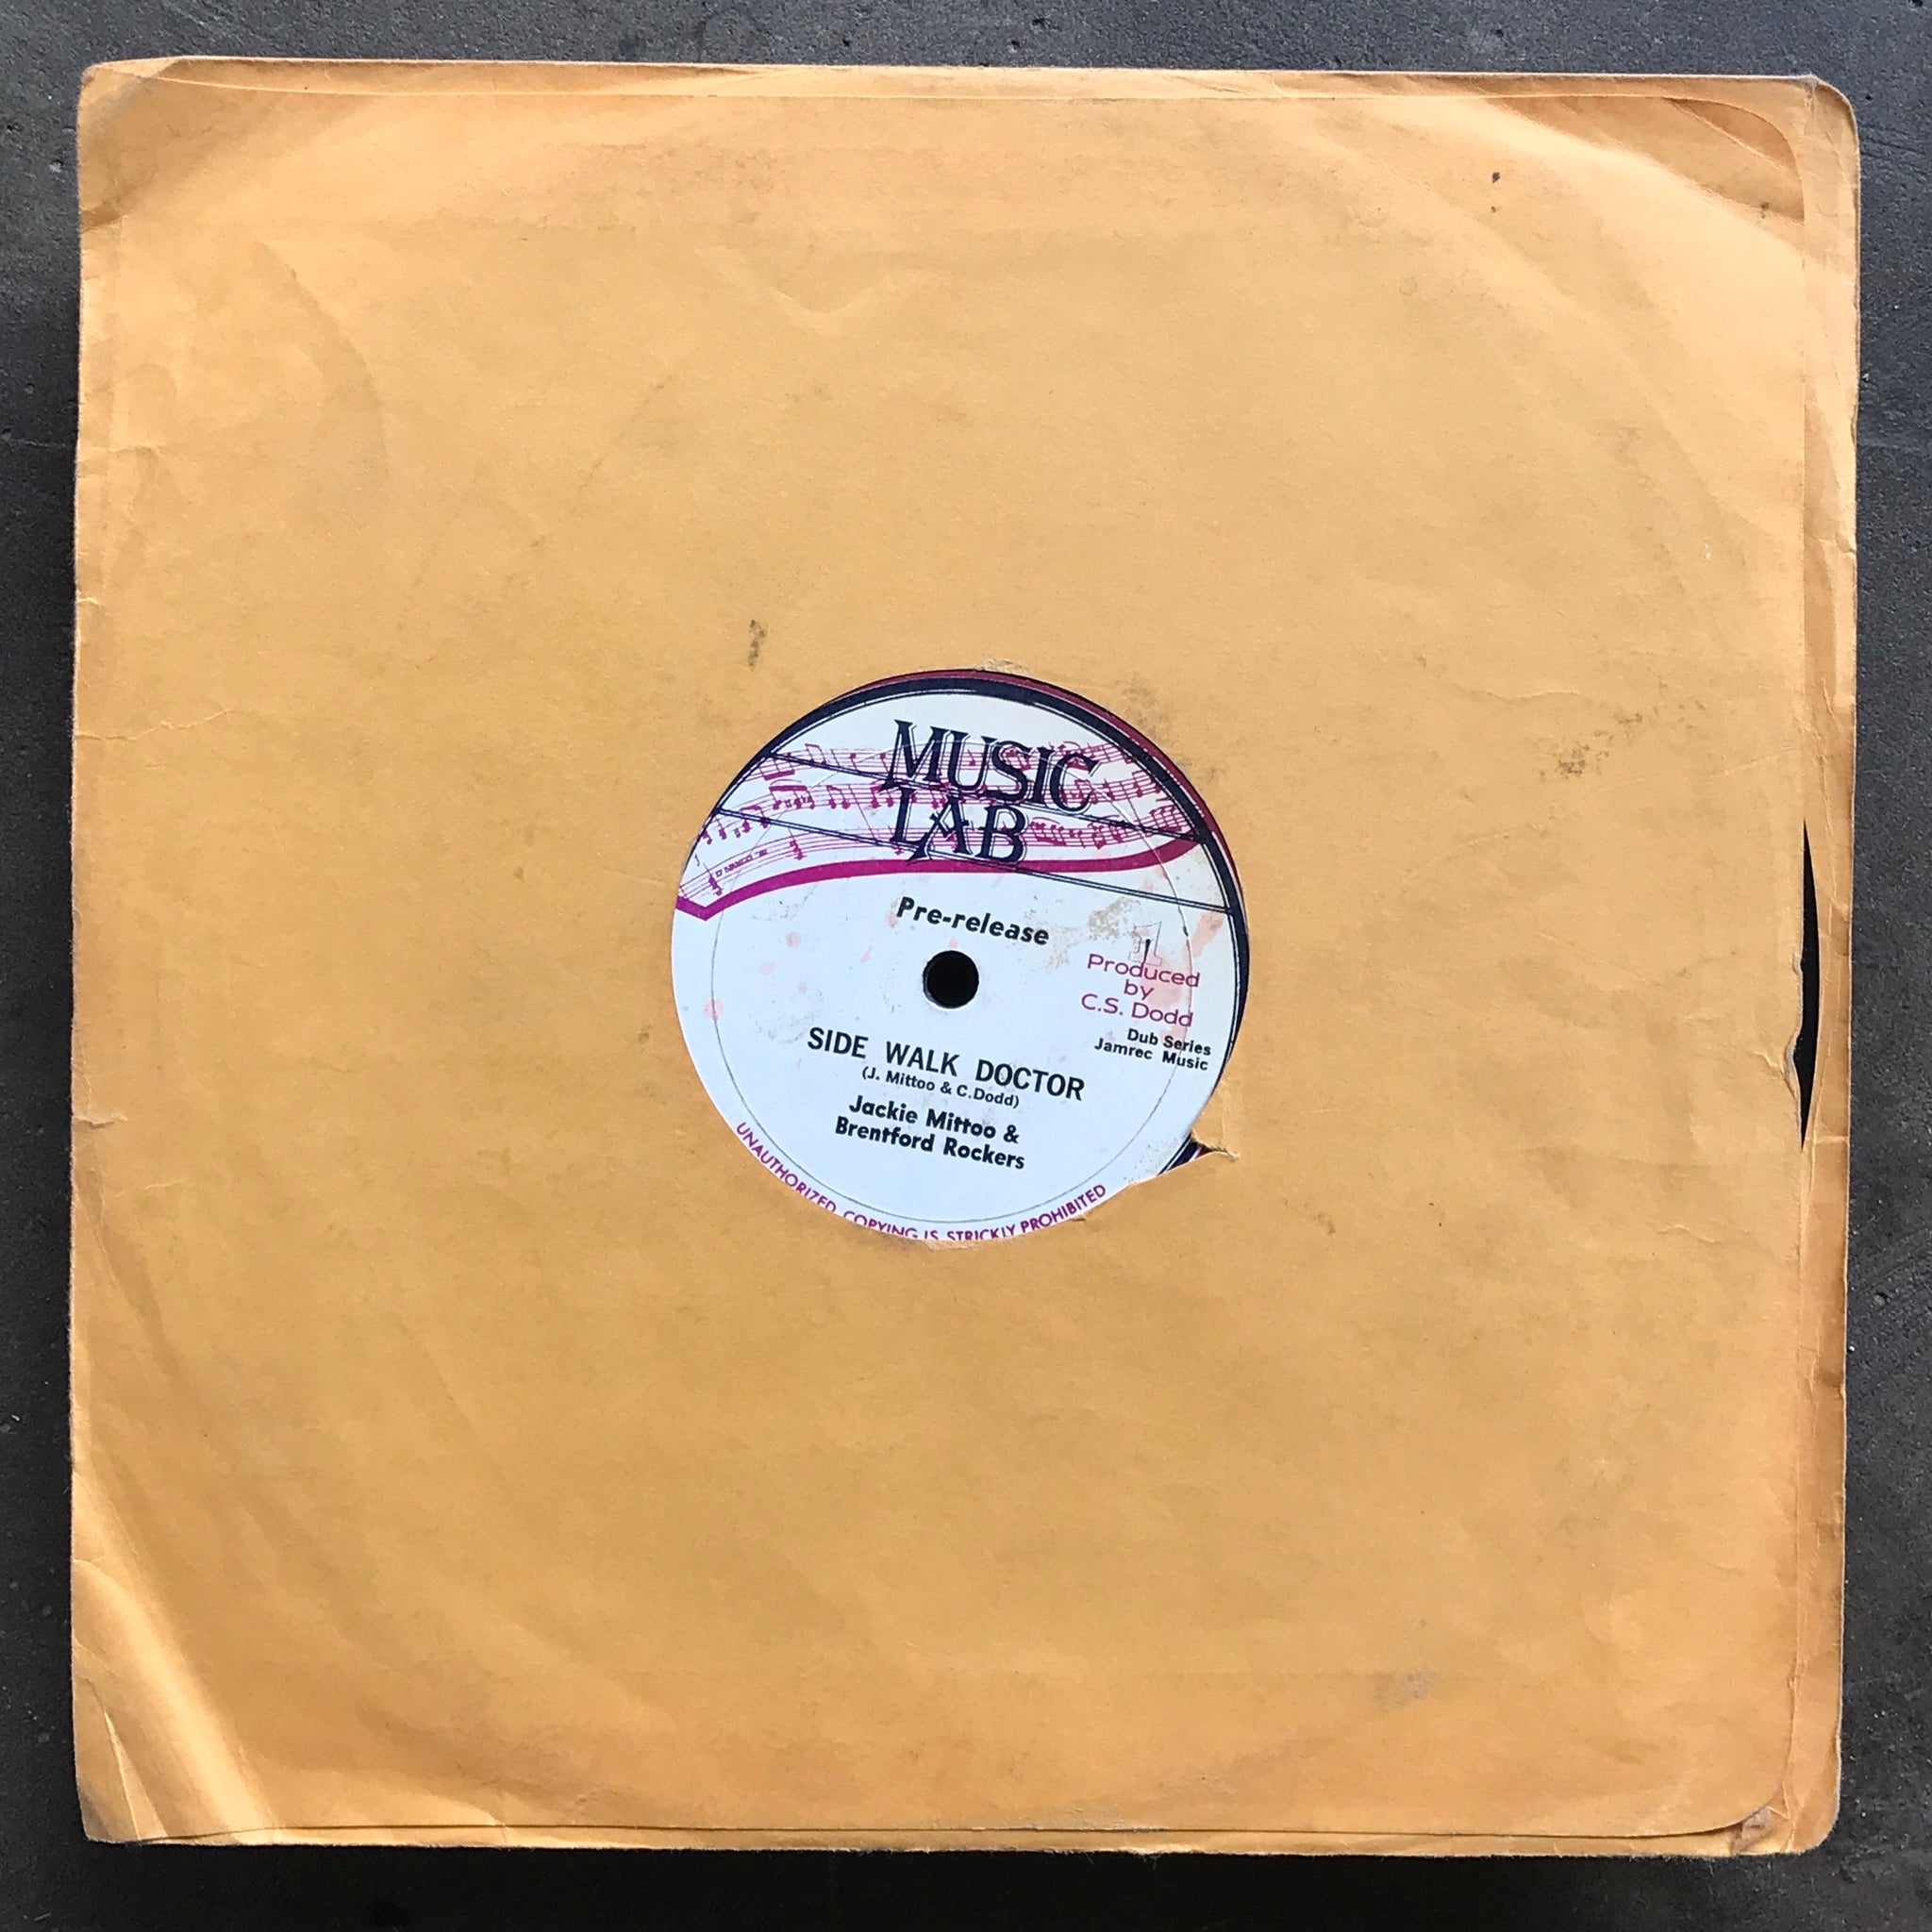 MUSIC
LAB
Pre-release
1
Produced
by
C.S. Dodd
Dub Series
Jamrec Music
SIDE WALK DOCTOR
(J. Mittoo & C.Dodd)
Jackie Mittoo &
Brentford Rockers
UNAUTHORIZED COPYING IS STRICKLY PROHIBITED